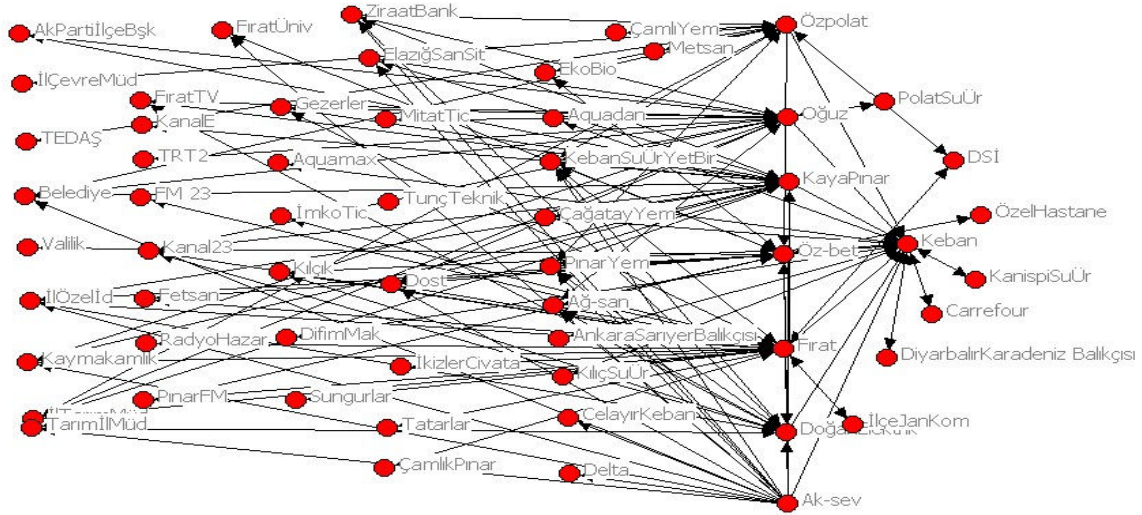 AkPartiİlçeBşk
FıratÜniv
ZiraatBank
ÇamlıYem
Özpolat
ElazığSanSit
Metsan
İlÇevreMüd
EkoBio
FıratTV
Gezerler
PolatSuÜr
KanalE
MitatTic
Aquadan
Oğuz
TEDAŞ
TRT2
Aquamax
KebanSuÜrYetBir
DSİ
KayaPınar
Belediye
FM 23
TunçTeknik
İmkoTic
ÇağatayYem
ÖzelHastane
Valilik
Kanal23
Öz-bet
Keban
Kılçık
PınarYem
Dost
KanispiSuÜr
İlÖzelİd
Fetsan
Ağ-san
Carrefour
RadyoHazar
DifimMak
AnkaraSarıyerBalıkçısı
Fırat
Kaymakamlık
İkizlerCivata
KılıçSuÜr
DiyarbalırKaradeniz Balıkçısı
PınarFM
Sungurlar
CelayırKeban
İlçeJanKom
TarımİlMüd
Tatarlar
ÇamlıkPınar
Delta
Ak-sev